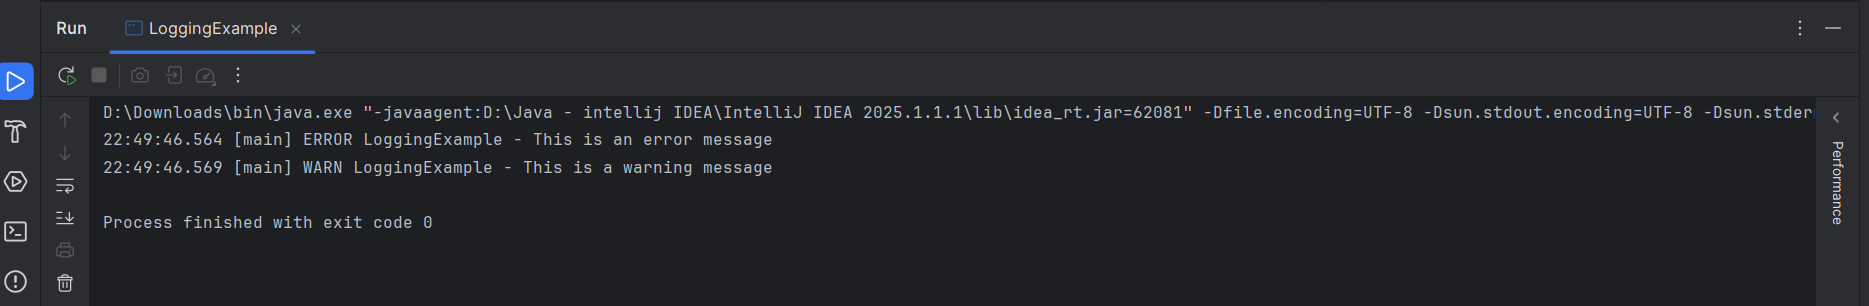 Run LoggingExample
D:\Downloads\bin\java.exe "-javaagent:D:\Java - intellij IDEA\IntelliJ IDEA 2025.1.1.1\lib\idea_rt.jar=62081" -Dfile.encoding=UTF-8 -Dsun.stdout.encoding=UTF-8 -Dsun.stderr
22:49:46.564 [main] ERROR LoggingExample - This is an error message
22:49:46.569 [main] WARN LoggingExample - This is a warning message
Process finished with exit code 0
Performance